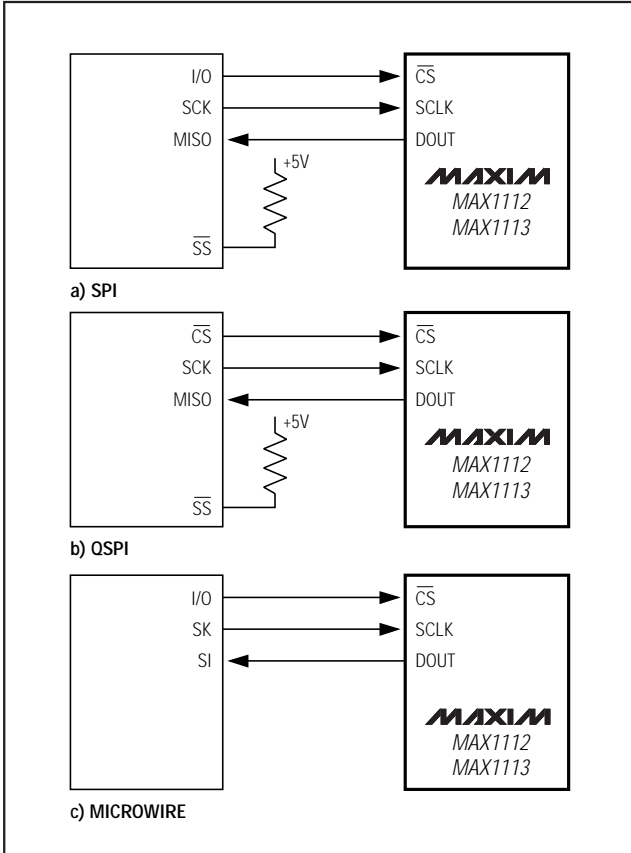 I/O CS
SCK SCLK
MISO DOUT
+5V
MAXIM
MAX1112
MAX1113
SS
a) SPI
CS CS
SCK SCLK
MISO DOUT
+5V
MAXIM
MAX1112
MAX1113
SS
b) QSPI
I/O CS
SK SCLK
SI DOUT
MAXIM
MAX1112
MAX1113
c) MICROWIRE